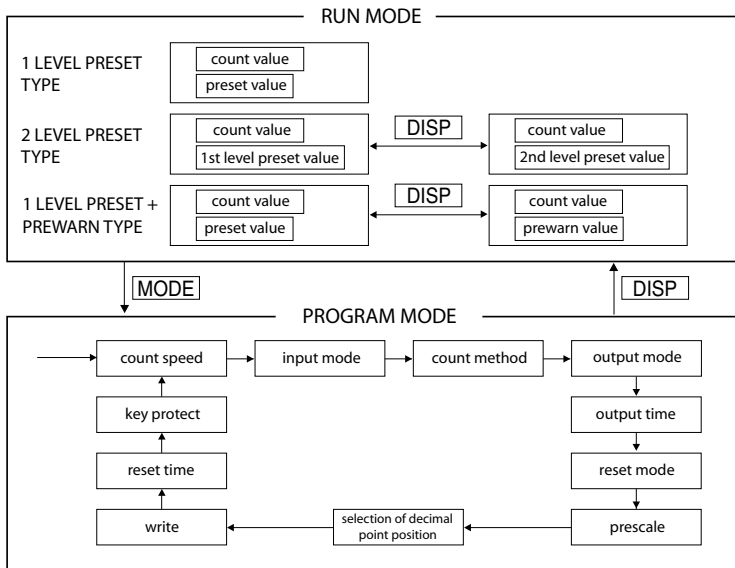 RUN MODE
1 LEVEL PRESET
TYPE
count value
preset value
2 LEVEL PRESET
TYPE
count value
1st level preset value
DISP
count value
2nd level preset value
1 LEVEL PRESET +
PREWARN TYPE
count value
preset value
DISP
count value
prewarn value
MODE
DISP
PROGRAM MODE
count speed
input mode
count method
output mode
key protect
output time
reset time
reset mode
write
selection of decimal
point position
prescale